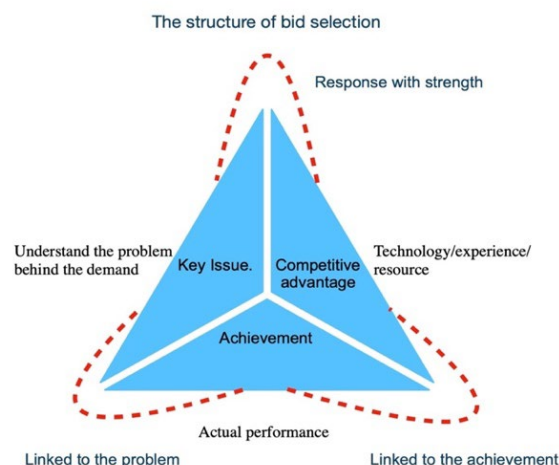 The structure of bid selection
Response with strength
Understand the problem
behind the demand
Key Issue.
Competitive
advantage
Technology/experience/
resource
Achievement
Actual performance
Linked to the problem
Linked to the achievement